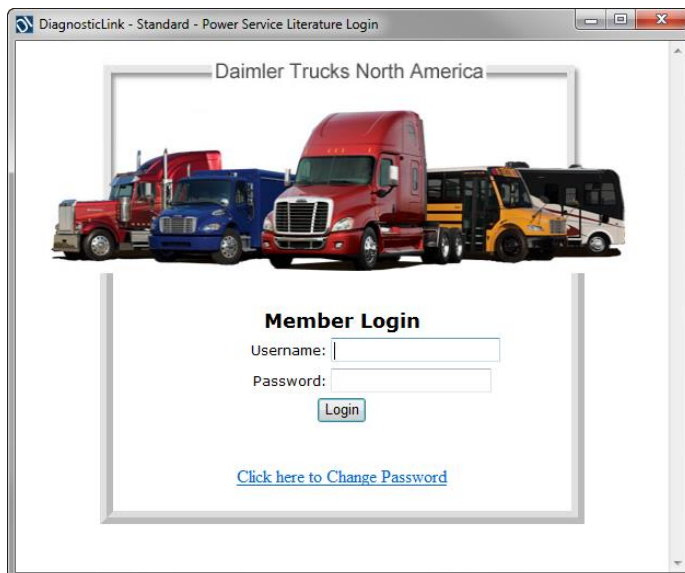 DiagnosticLink - Standard - Power Service Literature Login
Daimler Trucks North America
Member Login
Username:
Password:
Login
Click here to Change Password